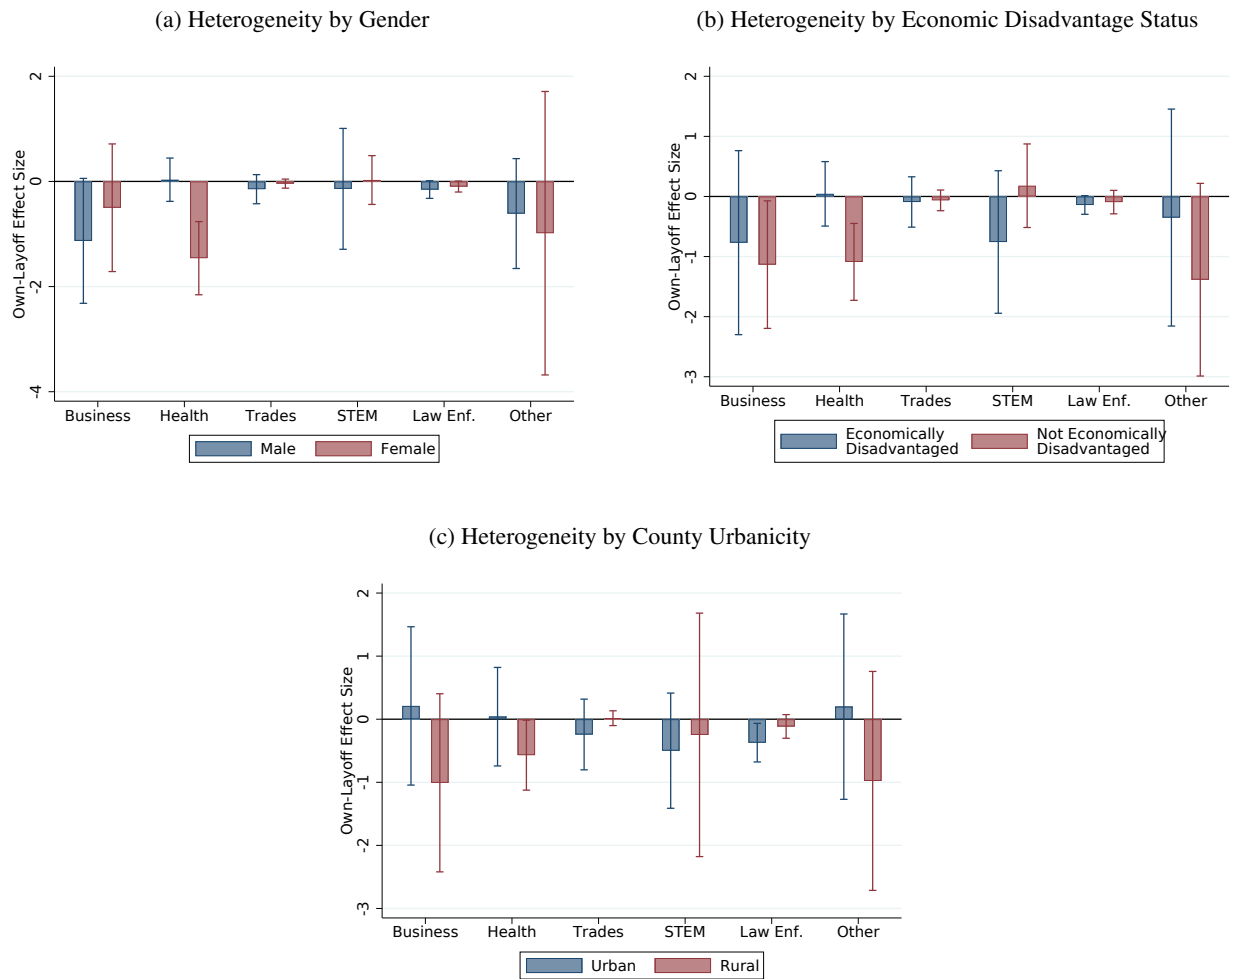 (a) Heterogeneity by Gender
2
0
-2
-4
Own-Layoff Effect Size
Business Health Trades STEM Law Enf. Other
Male Female
(b) Heterogeneity by Economic Disadvantage Status
2
1
0
-1
-2
-3
Own-Layoff Effect Size
Business Health Trades STEM Law Enf. Other
Economically Disadvantaged
Not Economically Disadvantaged
(c) Heterogeneity by County Urbanicity
2
1
0
-1
-2
-3
Own-Layoff Effect Size
Business Health Trades STEM Law Enf. Other
Urban Rural